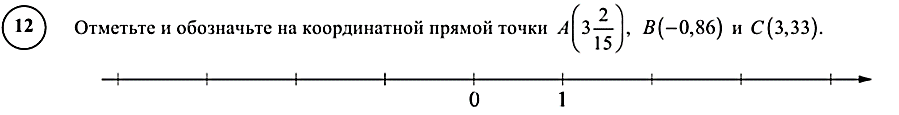 12 Отметьте и обозначьте на координатной прямой точки A(3 2/15), B(−0,86) и C(3,33).
0 1